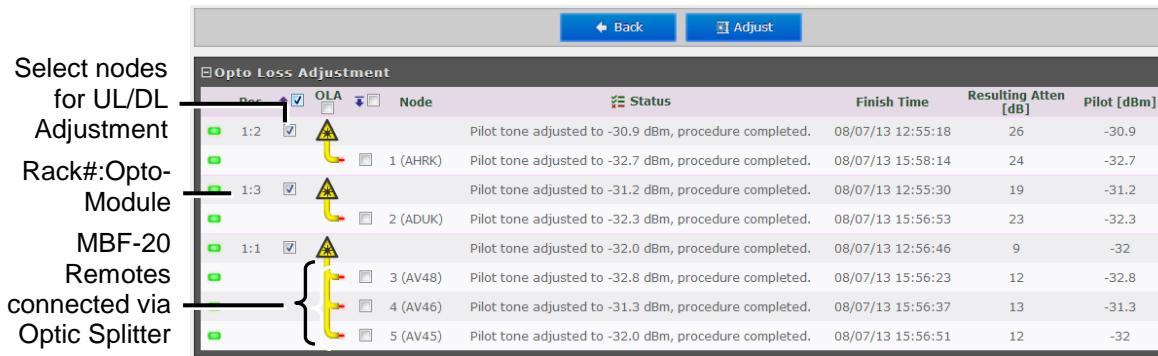 Back Adjust
Select nodes
for UL/DL
Adjustment
Rack#:Opto-
Module
MBF-20
Remotes
connected via
Optic Splitter
Opto Loss Adjustment
Pos OLA Node Status Finish Time Resulting Atten [dB] Pilot [dBm]
1:2 Pilot tone adjusted to -30.9 dBm, procedure completed. 08/07/13 12:55:18 26 -30.9
1 (AHRK) Pilot tone adjusted to -32.7 dBm, procedure completed. 08/07/13 15:58:14 24 -32.7
1:3 Pilot tone adjusted to -31.2 dBm, procedure completed. 08/07/13 12:55:30 19 -31.2
2 (ADUK) Pilot tone adjusted to -32.3 dBm, procedure completed. 08/07/13 15:56:53 23 -32.3
1:1 Pilot tone adjusted to -32.0 dBm, procedure completed. 08/07/13 12:56:46 9 -32
3 (AV48) Pilot tone adjusted to -32.8 dBm, procedure completed. 08/07/13 15:56:23 12 -32.8
4 (AV46) Pilot tone adjusted to -31.3 dBm, procedure completed. 08/07/13 15:56:37 13 -31.3
5 (AV45) Pilot tone adjusted to -32.0 dBm, procedure completed. 08/07/13 15:56:51 12 -32